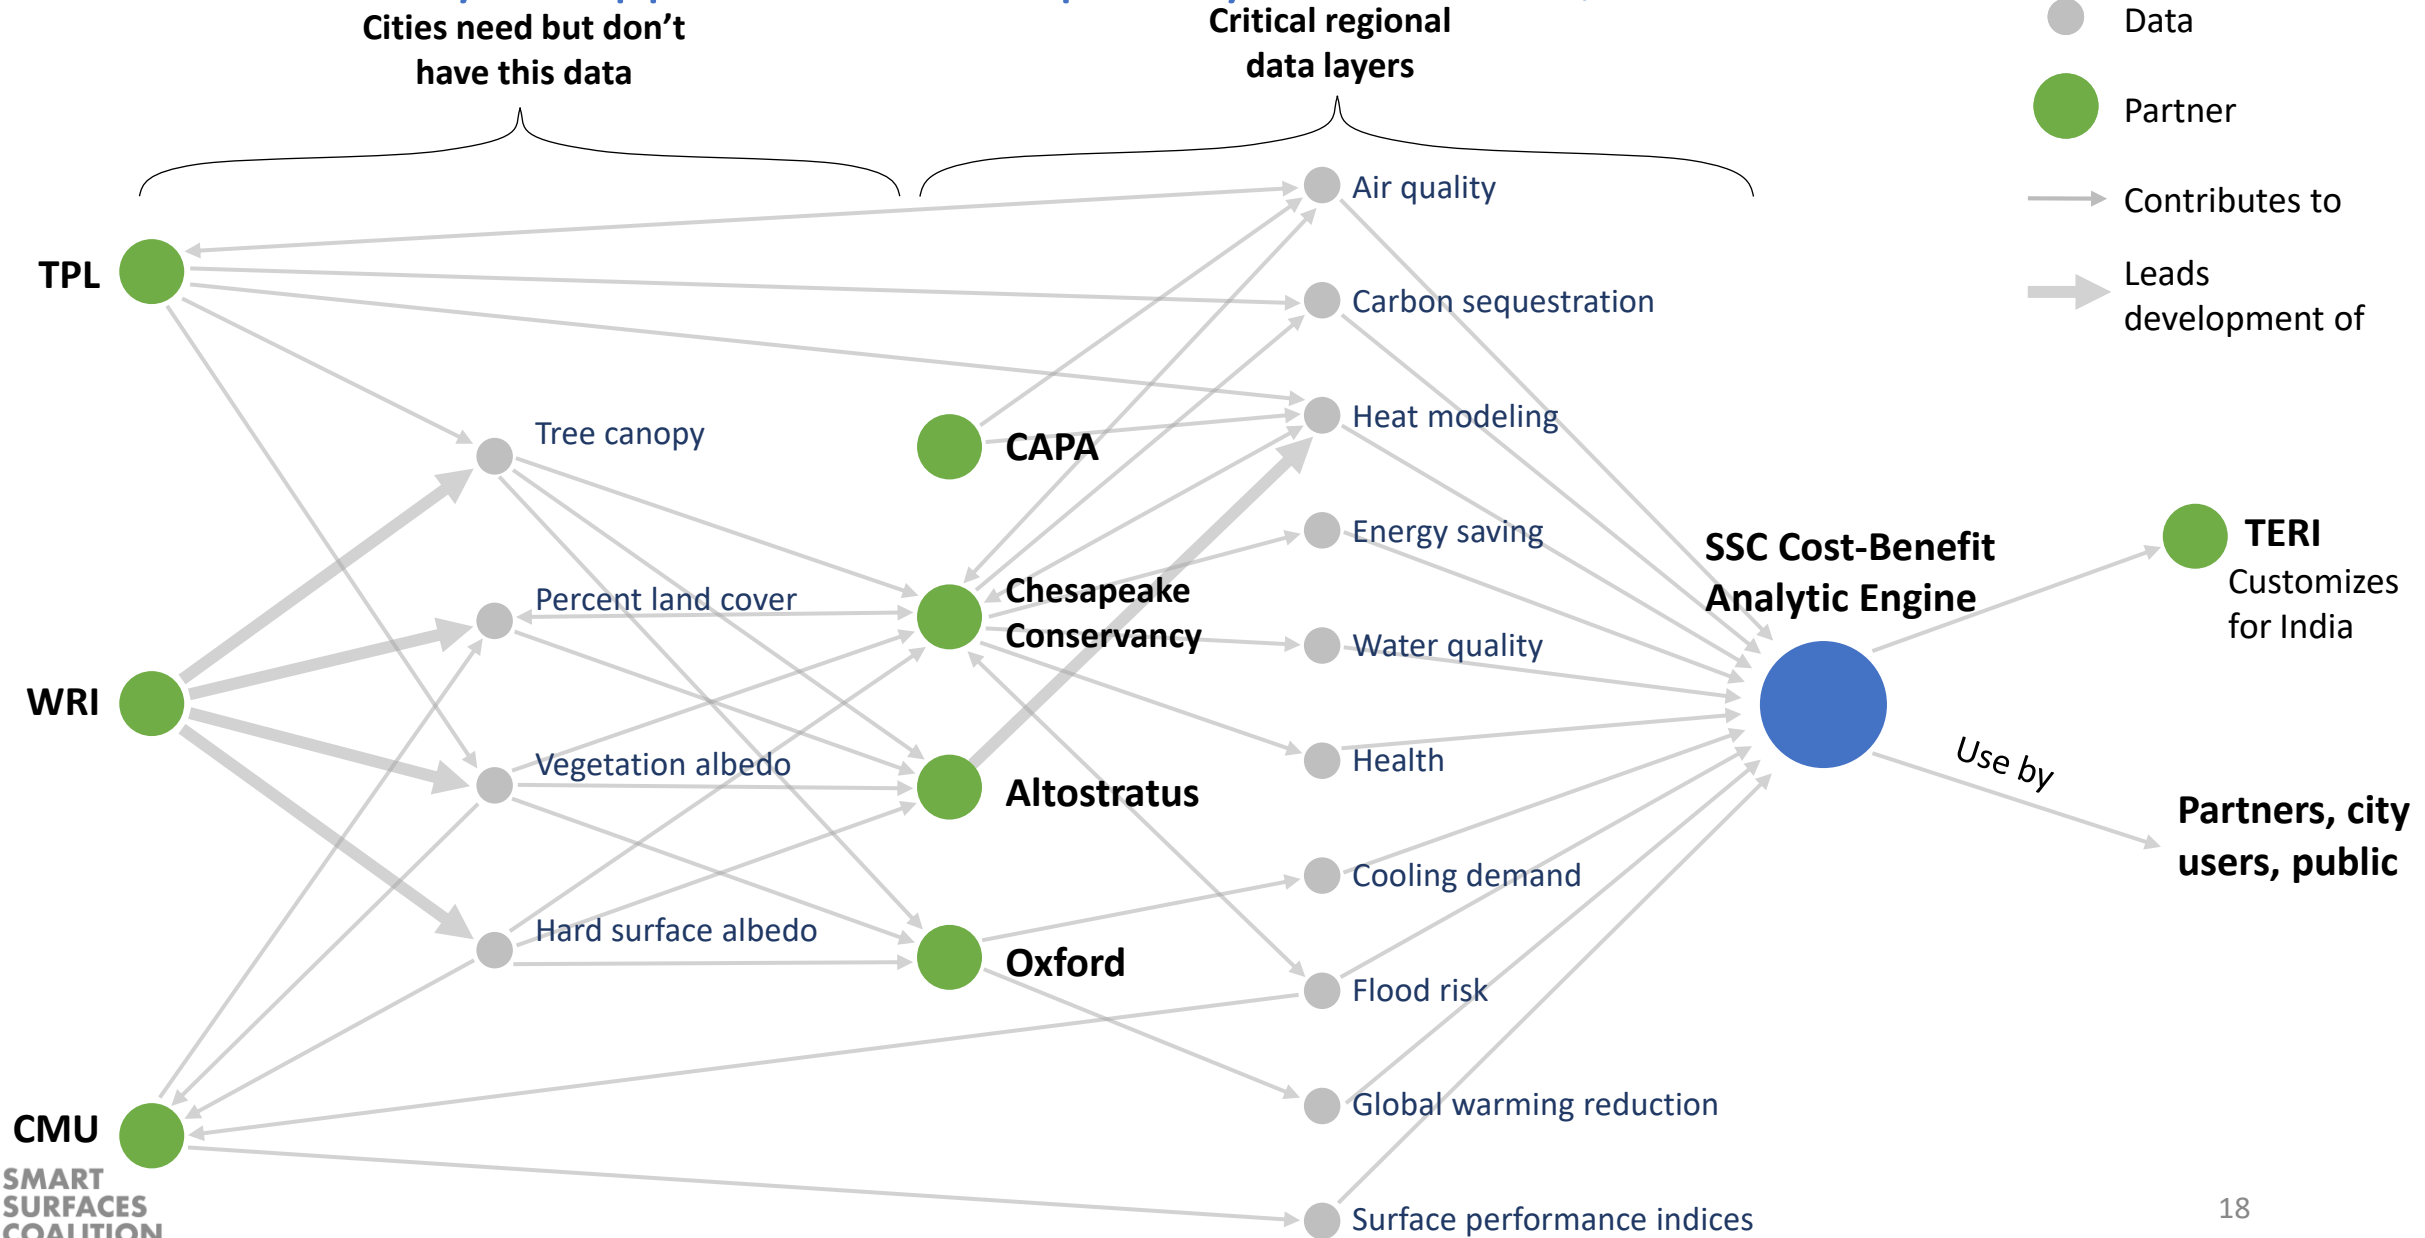 Cities need but don't
have this data
Critical regional
data layers
Data
Partner
Contributes to
Leads
development of
TPL
WRI
CMU
Tree canopy
Percent land cover
Vegetation albedo
Hard surface albedo
CAPA
Chesapeake
Conservancy
Altostratus
Oxford
Air quality
Carbon sequestration
Heat modeling
Energy saving
Water quality
Health
Cooling demand
Flood risk
Global warming reduction
Surface performance indices
SSC Cost-Benefit
Analytic Engine
TERI
Customizes
for India
Use by
Partners, city
users, public
SMART
SURFACES
COALITION
18